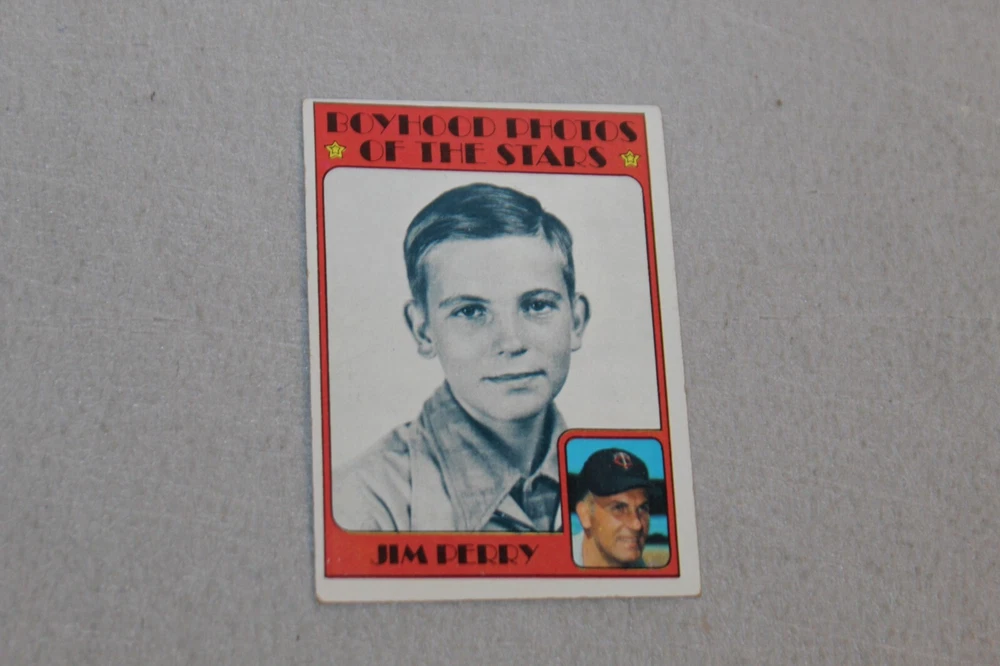 BOYHOOD PHOTOS
OF THE STARS
JIM PERRY